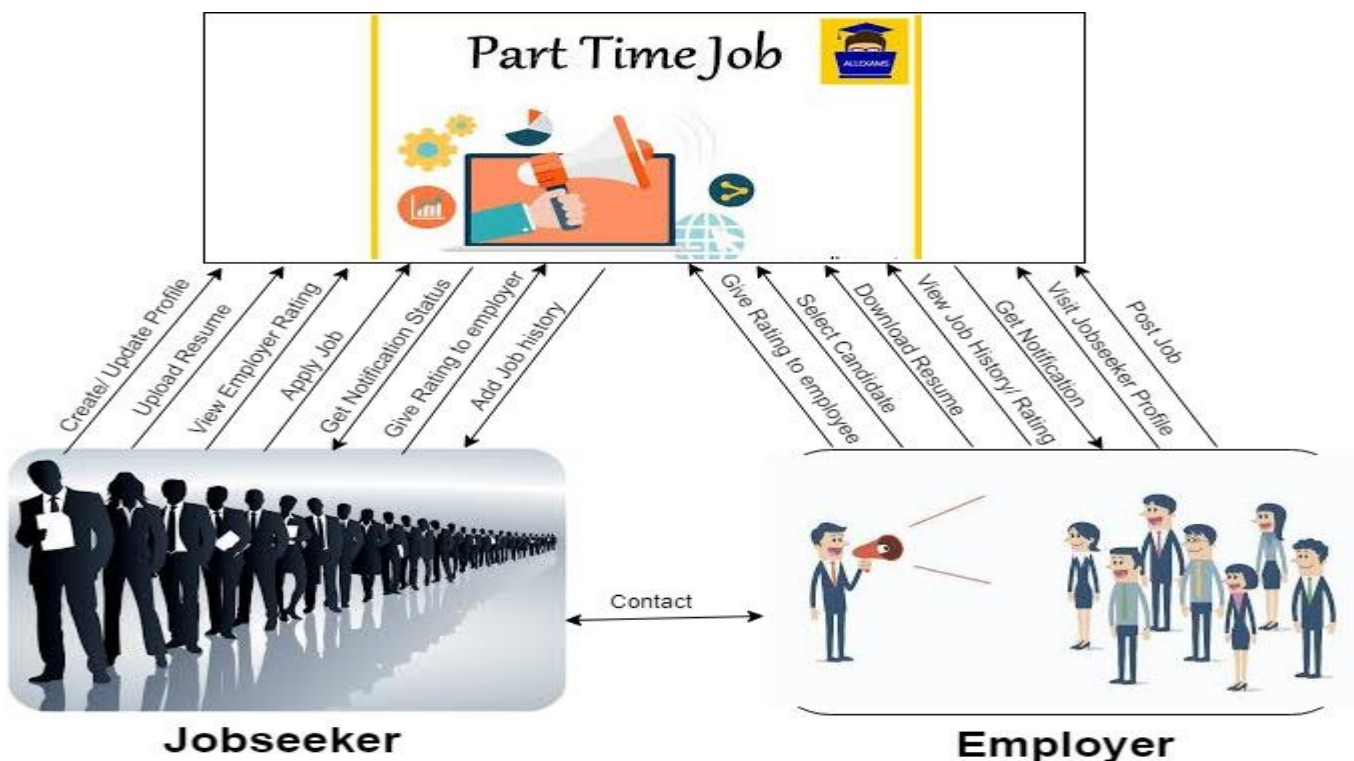 Part Time Job
ALLEXAMS
Create/ Update Profile
Upload Resume
View Employer Rating
Apply Job
Get Notification Status
Give Rating to employer
Add Job history
Give Rating to employee
Select Candidate
Download Resume
View Job History/ Rating
Get Notification
Visit Jobseeker Profile
Post Job
Contact
Jobseeker
Employer